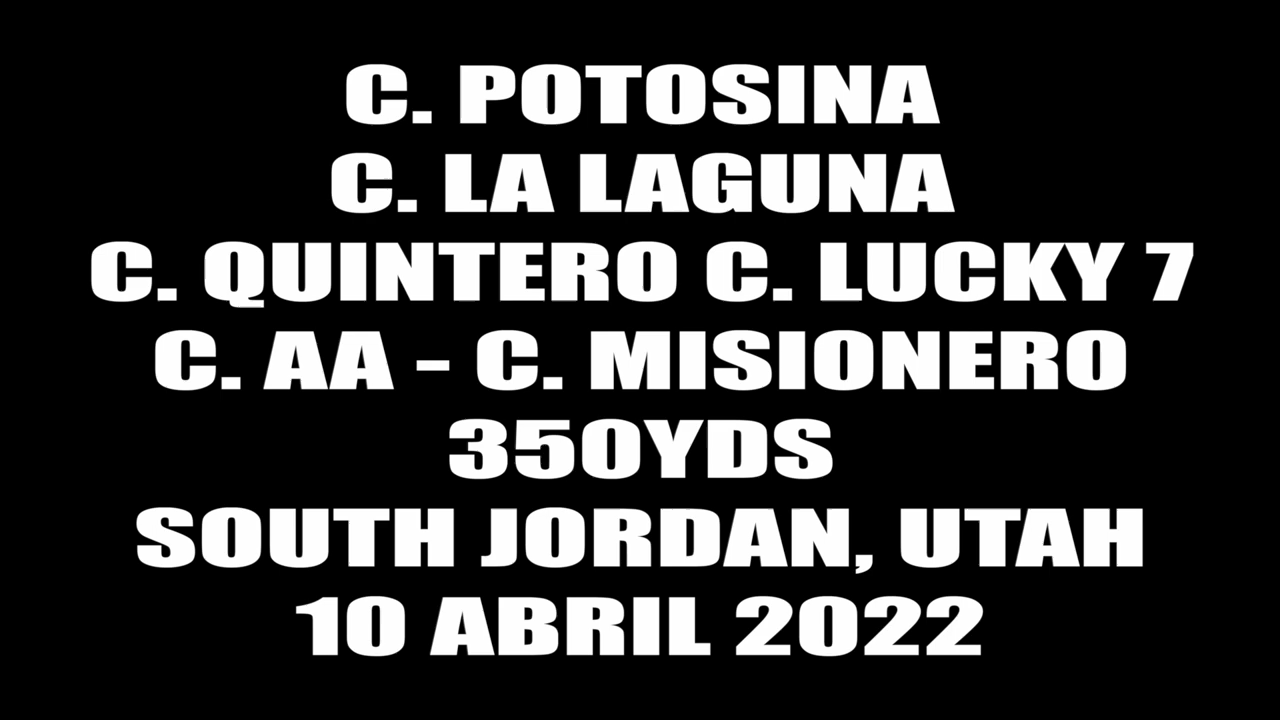 C. POTOSINA
C. LA LAGUNA
C. QUINTERO C. LUCKY 7
C. AA - C. MISIONERO
350YDS
SOUTH JORDAN, UTAH
10 ABRIL 2022